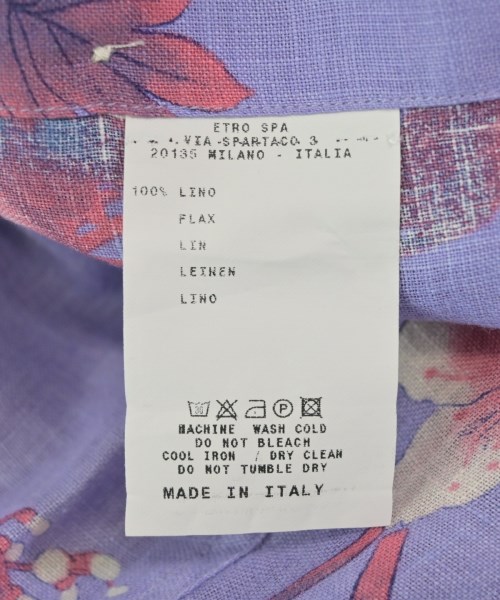 ETRO SPA
VIA SPARTACO 3
20135 MILANO - ITALIA
100% LINO
FLAX
LIN
LEINEN
LINO
P
MACHINE WASH COLD
DO NOT BLEACH
COOL IRON / DRY CLEAN
DO NOT TUMBLE DRY
MADE IN ITALY